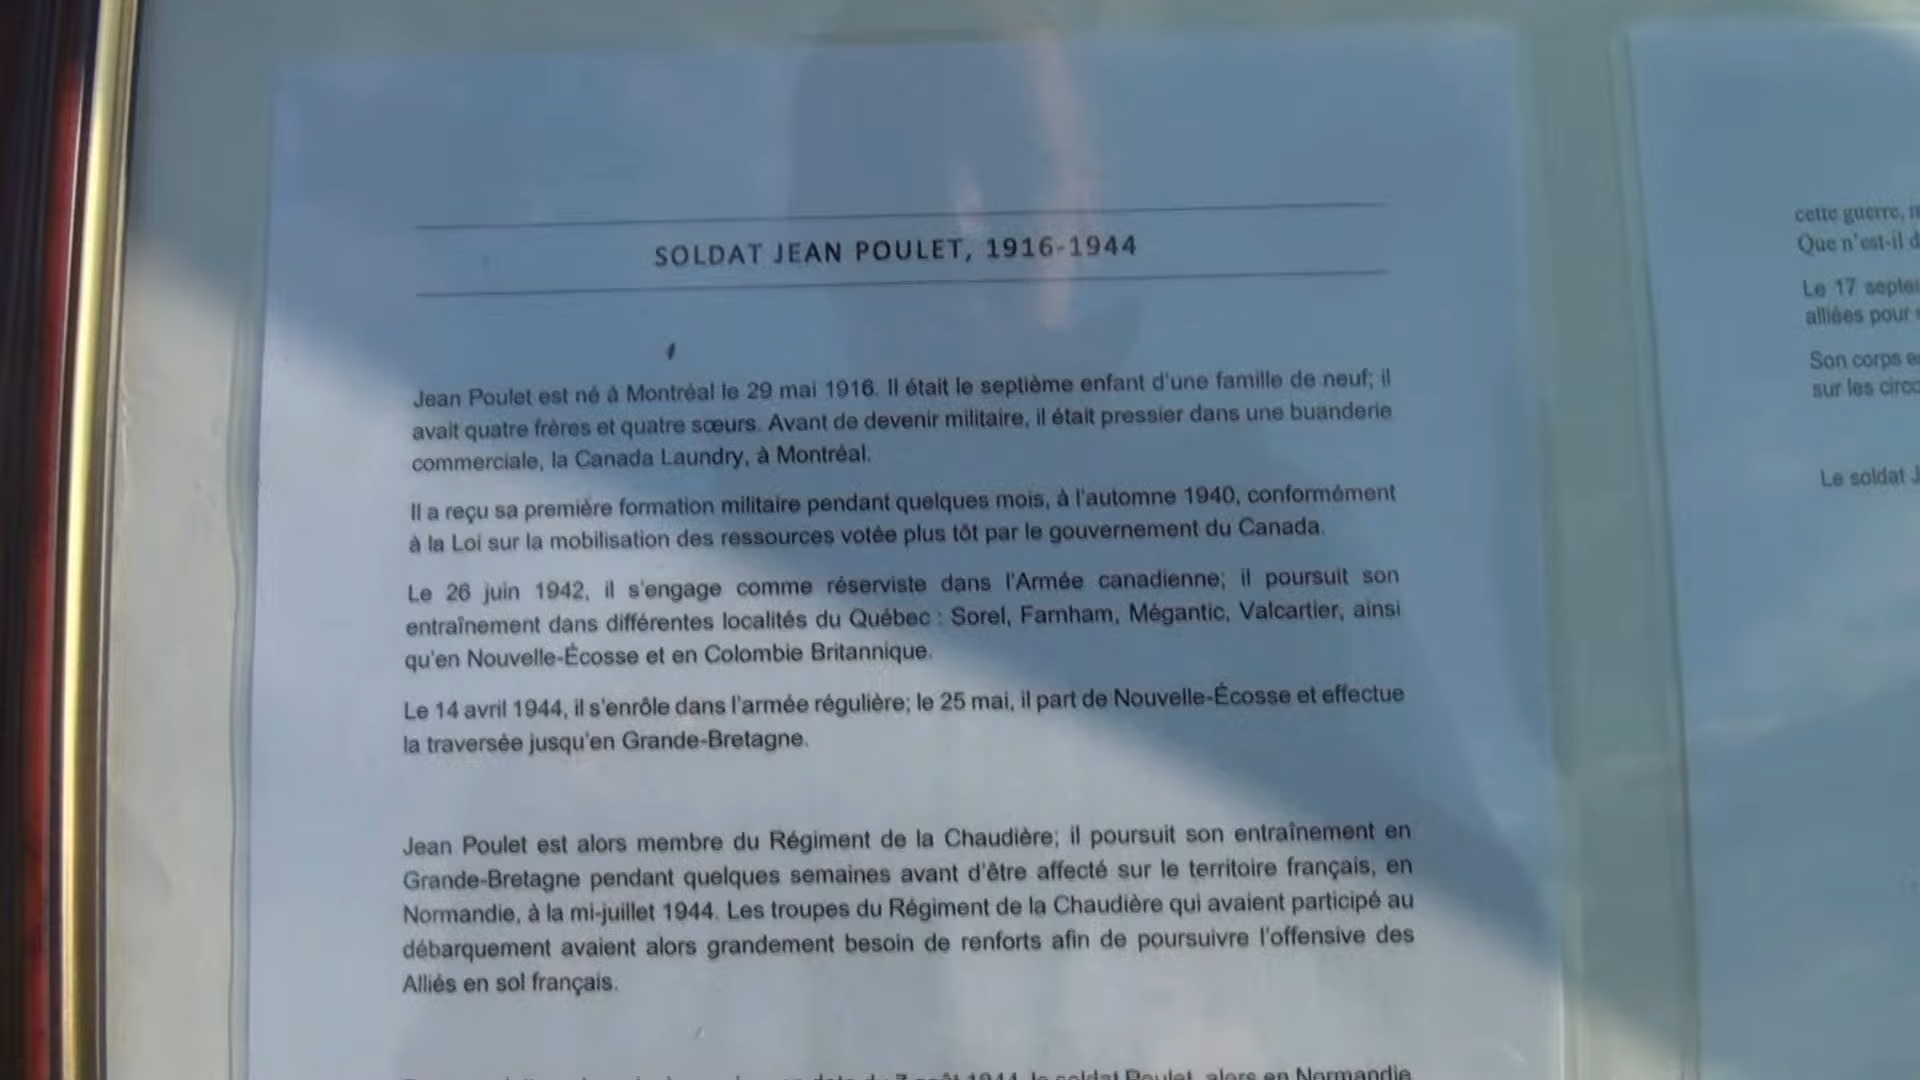 SOLDAT JEAN POULET, 1916-1944
Jean Poulet est né à Montréal le 29 mai 1916. Il était le septième enfant d'une famille de neuf; il
avait quatre frères et quatre sœurs. Avant de devenir militaire, il était pressier dans une buanderie
commerciale, la Canada Laundry, à Montréal.
Il a reçu sa première formation militaire pendant quelques mois, à l'automne 1940, conformément
à la Loi sur la mobilisation des ressources votée plus tôt par le gouvernement du Canada.
Le 26 juin 1942, il s'engage comme réserviste dans l'Armée canadienne; il poursuit son
entraînement dans différentes localités du Québec : Sorel, Farnham, Mégantic, Valcartier, ainsi
qu'en Nouvelle-Écosse et en Colombie Britannique.
Le 14 avril 1944, il s'enrôle dans l'armée régulière; le 25 mai, il part de Nouvelle-Écosse et effectue
la traversée jusqu'en Grande-Bretagne.
Jean Poulet est alors membre du Régiment de la Chaudière; il poursuit son entraînement en
Grande-Bretagne pendant quelques semaines avant d'être affecté sur le territoire français, en
Normandie, à la mi-juillet 1944. Les troupes du Régiment de la Chaudière qui avaient participé au
débarquement avaient alors grandement besoin de renforts afin de poursuivre l'offensive des
Alliés en sol français.
1944, le soldat Poulet, alors en Normandie
cette guerre,
Que n'est-il
Le 17
alliées pour
Son corps
sur les
Le soldat